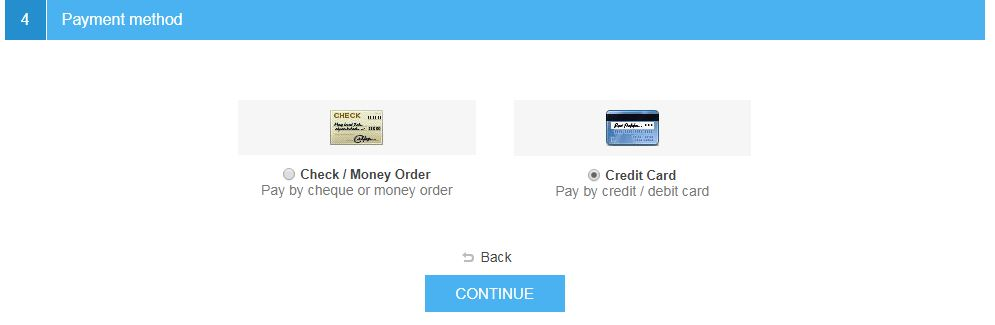 4 Payment method
CHECK
Check / Money Order
Pay by cheque or money order
Credit Card
Pay by credit / debit card
Back
CONTINUE